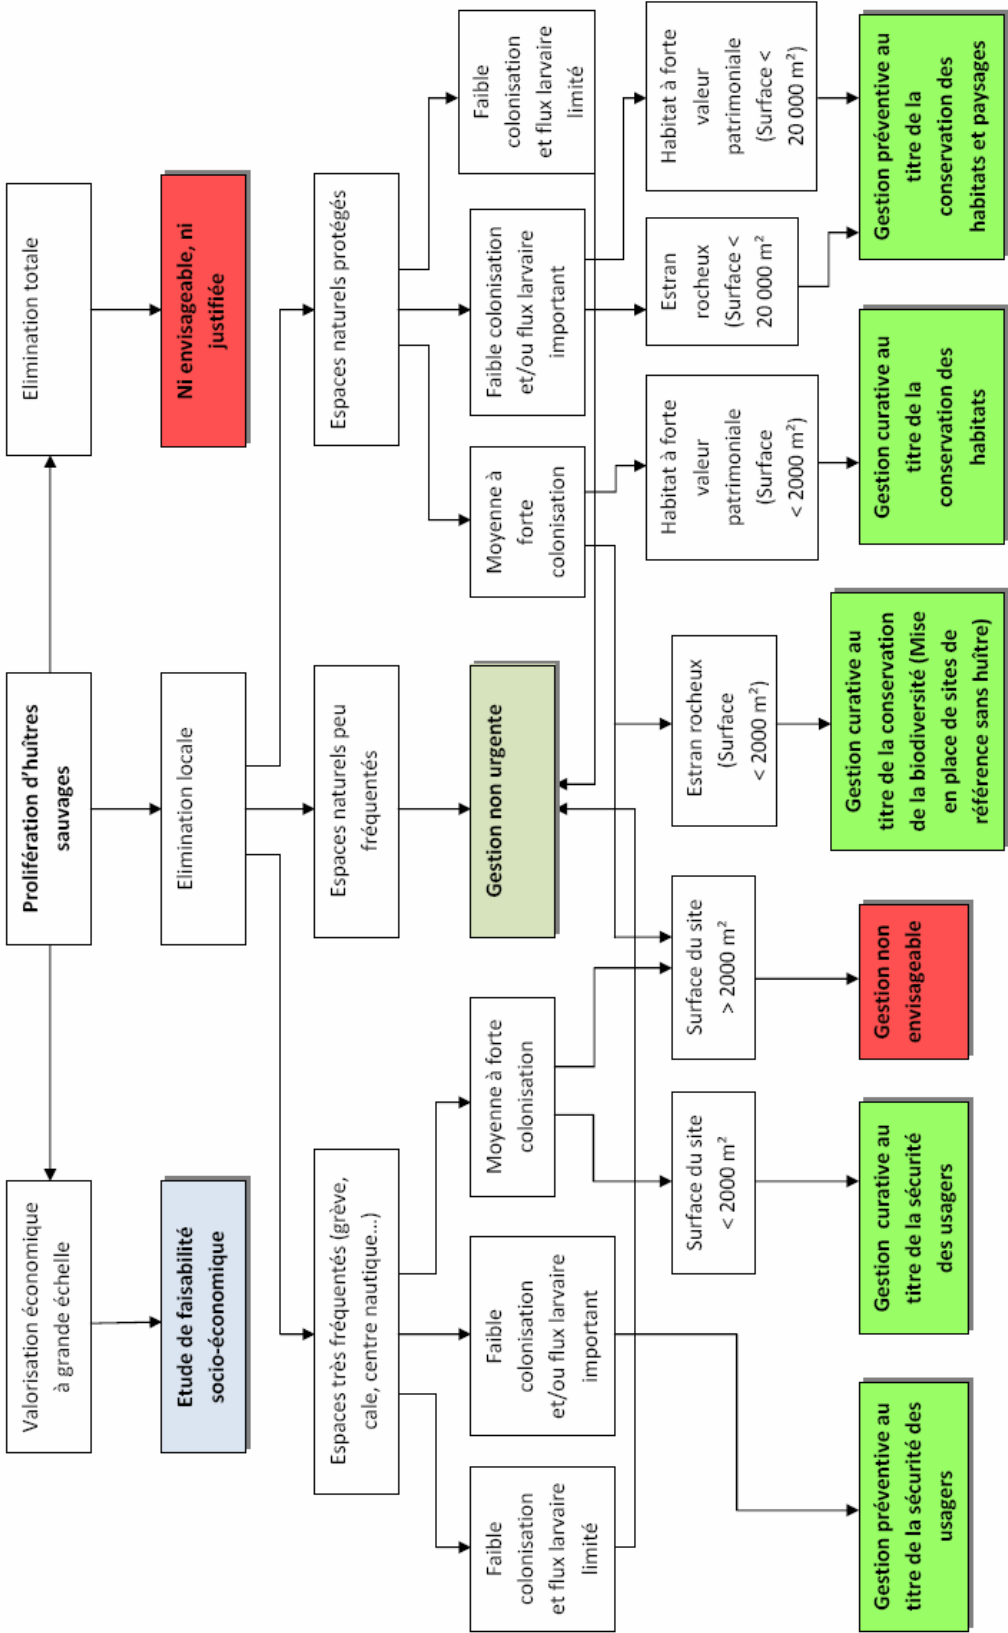 Prolifération d'huîtres
sauvages
Valorisation économique
à grande échelle
Elimination locale
Elimination totale
Etude de faisabilité
socio-économique
Ni envisageable, ni
justifiée
Espaces très fréquentés (grève,
cale, centre nautique...)
Espaces naturels peu
fréquentés
Espaces naturels protégés
Faible
colonisation
et flux larvaire
limité
Faible
colonisation
et/ou flux larvaire
important
Moyenne à forte
colonisation
Gestion non urgente
Moyenne à
forte
colonisation
Faible colonisation
et/ou flux larvaire
important
Faible
colonisation
et flux larvaire
limité
Surface du site
< 2000 m²
Surface du site
> 2000 m²
Estran rocheux
(Surface
< 2000 m²)
Habitat à forte
valeur
patrimoniale
(Surface
< 2000 m²)
Estran
rocheux
(Surface <
20 000 m²
Habitat à forte
valeur
patrimoniale
(Surface <
20 000 m²)
Gestion préventive au
titre de la sécurité des
usagers
Gestion curative au
titre de la sécurité
des usagers
Gestion non
envisageable
Gestion curative au
titre de la conservation
de la biodiversité (Mise
en place de sites de
référence sans huître)
Gestion curative au
titre de la
conservation des
habitats
Gestion préventive au
titre de la
conservation des
habitats et paysages